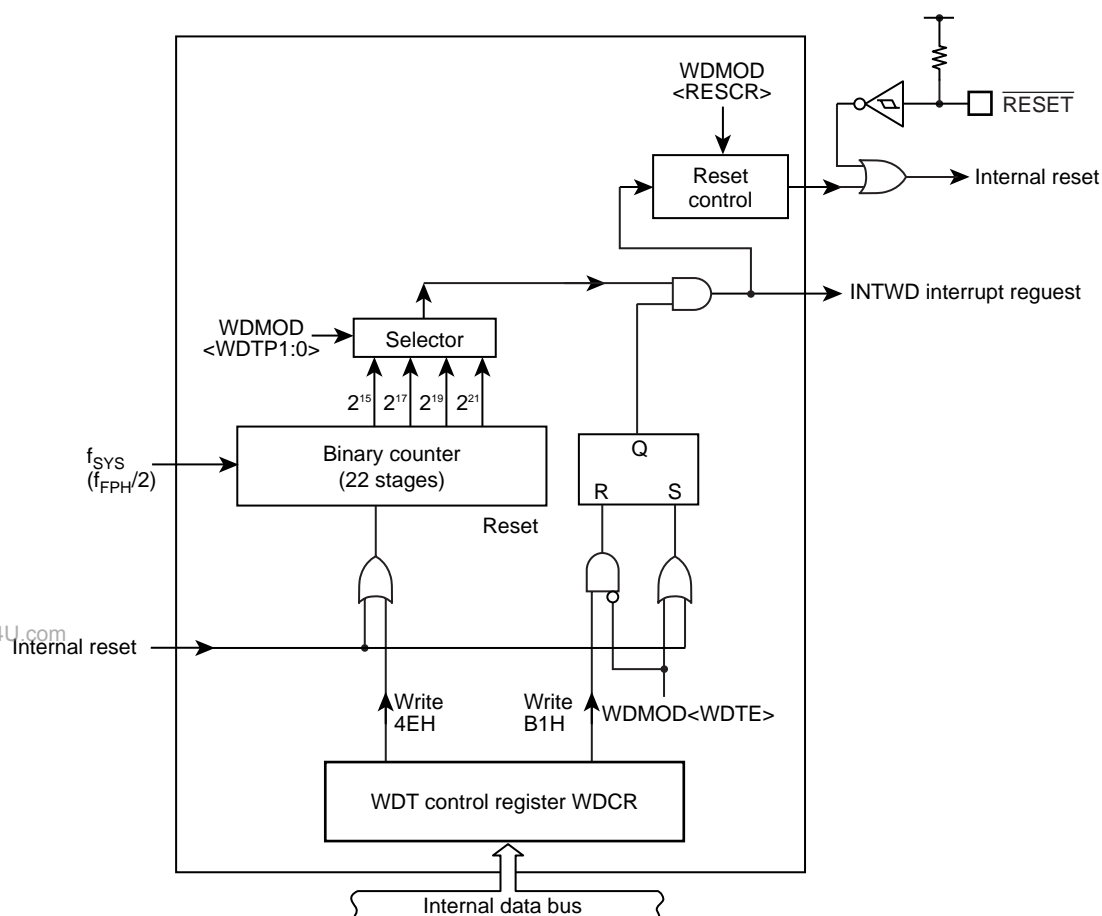 WDMOD
<RESCR>
RESET
Reset
control
Internal reset
INTWD interrupt reguest
WDMOD
<WDTP1:0>
Selector
2¹⁵ 2¹⁷ 2¹⁹ 2²¹
Q
fSYS
(fFPH/2)
Binary counter
(22 stages)
R S
Reset
4U.com
Internal reset
Write
4EH
Write
B1H
WDMOD<WDTE>
WDT control register WDCR
Internal data bus